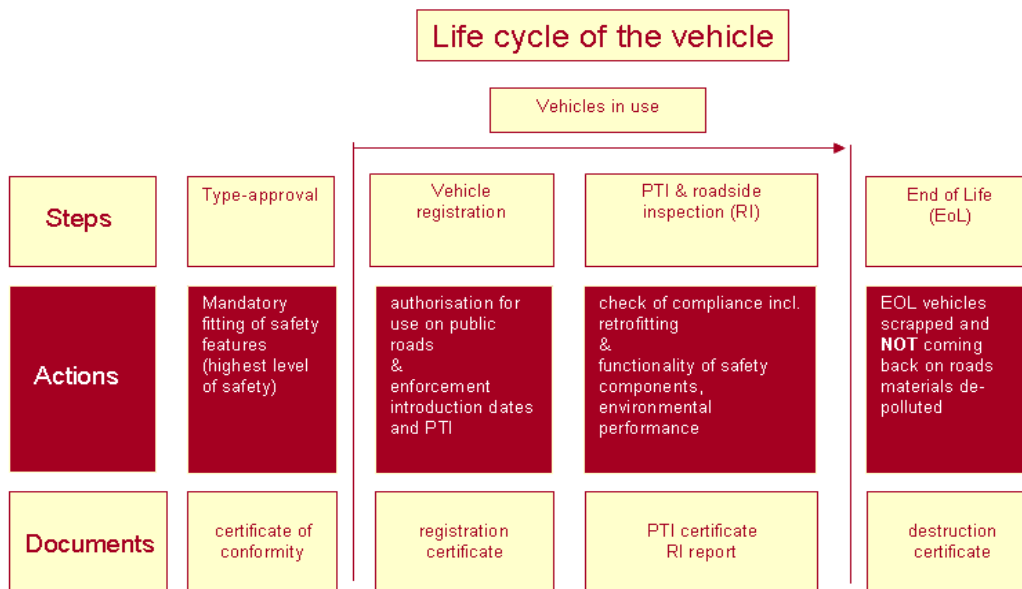 Life cycle of the vehicle
Vehicles in use
Steps
Type-approval
Vehicle
registration
PTI & roadside
inspection (RI)
End of Life
(EoL)
Actions
Mandatory
fitting of safety
features
(highest level
of safety)
authorisation for
use on public
roads
&
enforcement
introduction dates
and PTI
check of compliance incl.
retrofitting
&
functionality of safety
components,
environmental
performance
EOL vehicles
scrapped and
NOT coming
back on roads
materials de-
polluted
Documents
certificate of
conformity
registration
certificate
PTI certificate
RI report
destruction
certificate